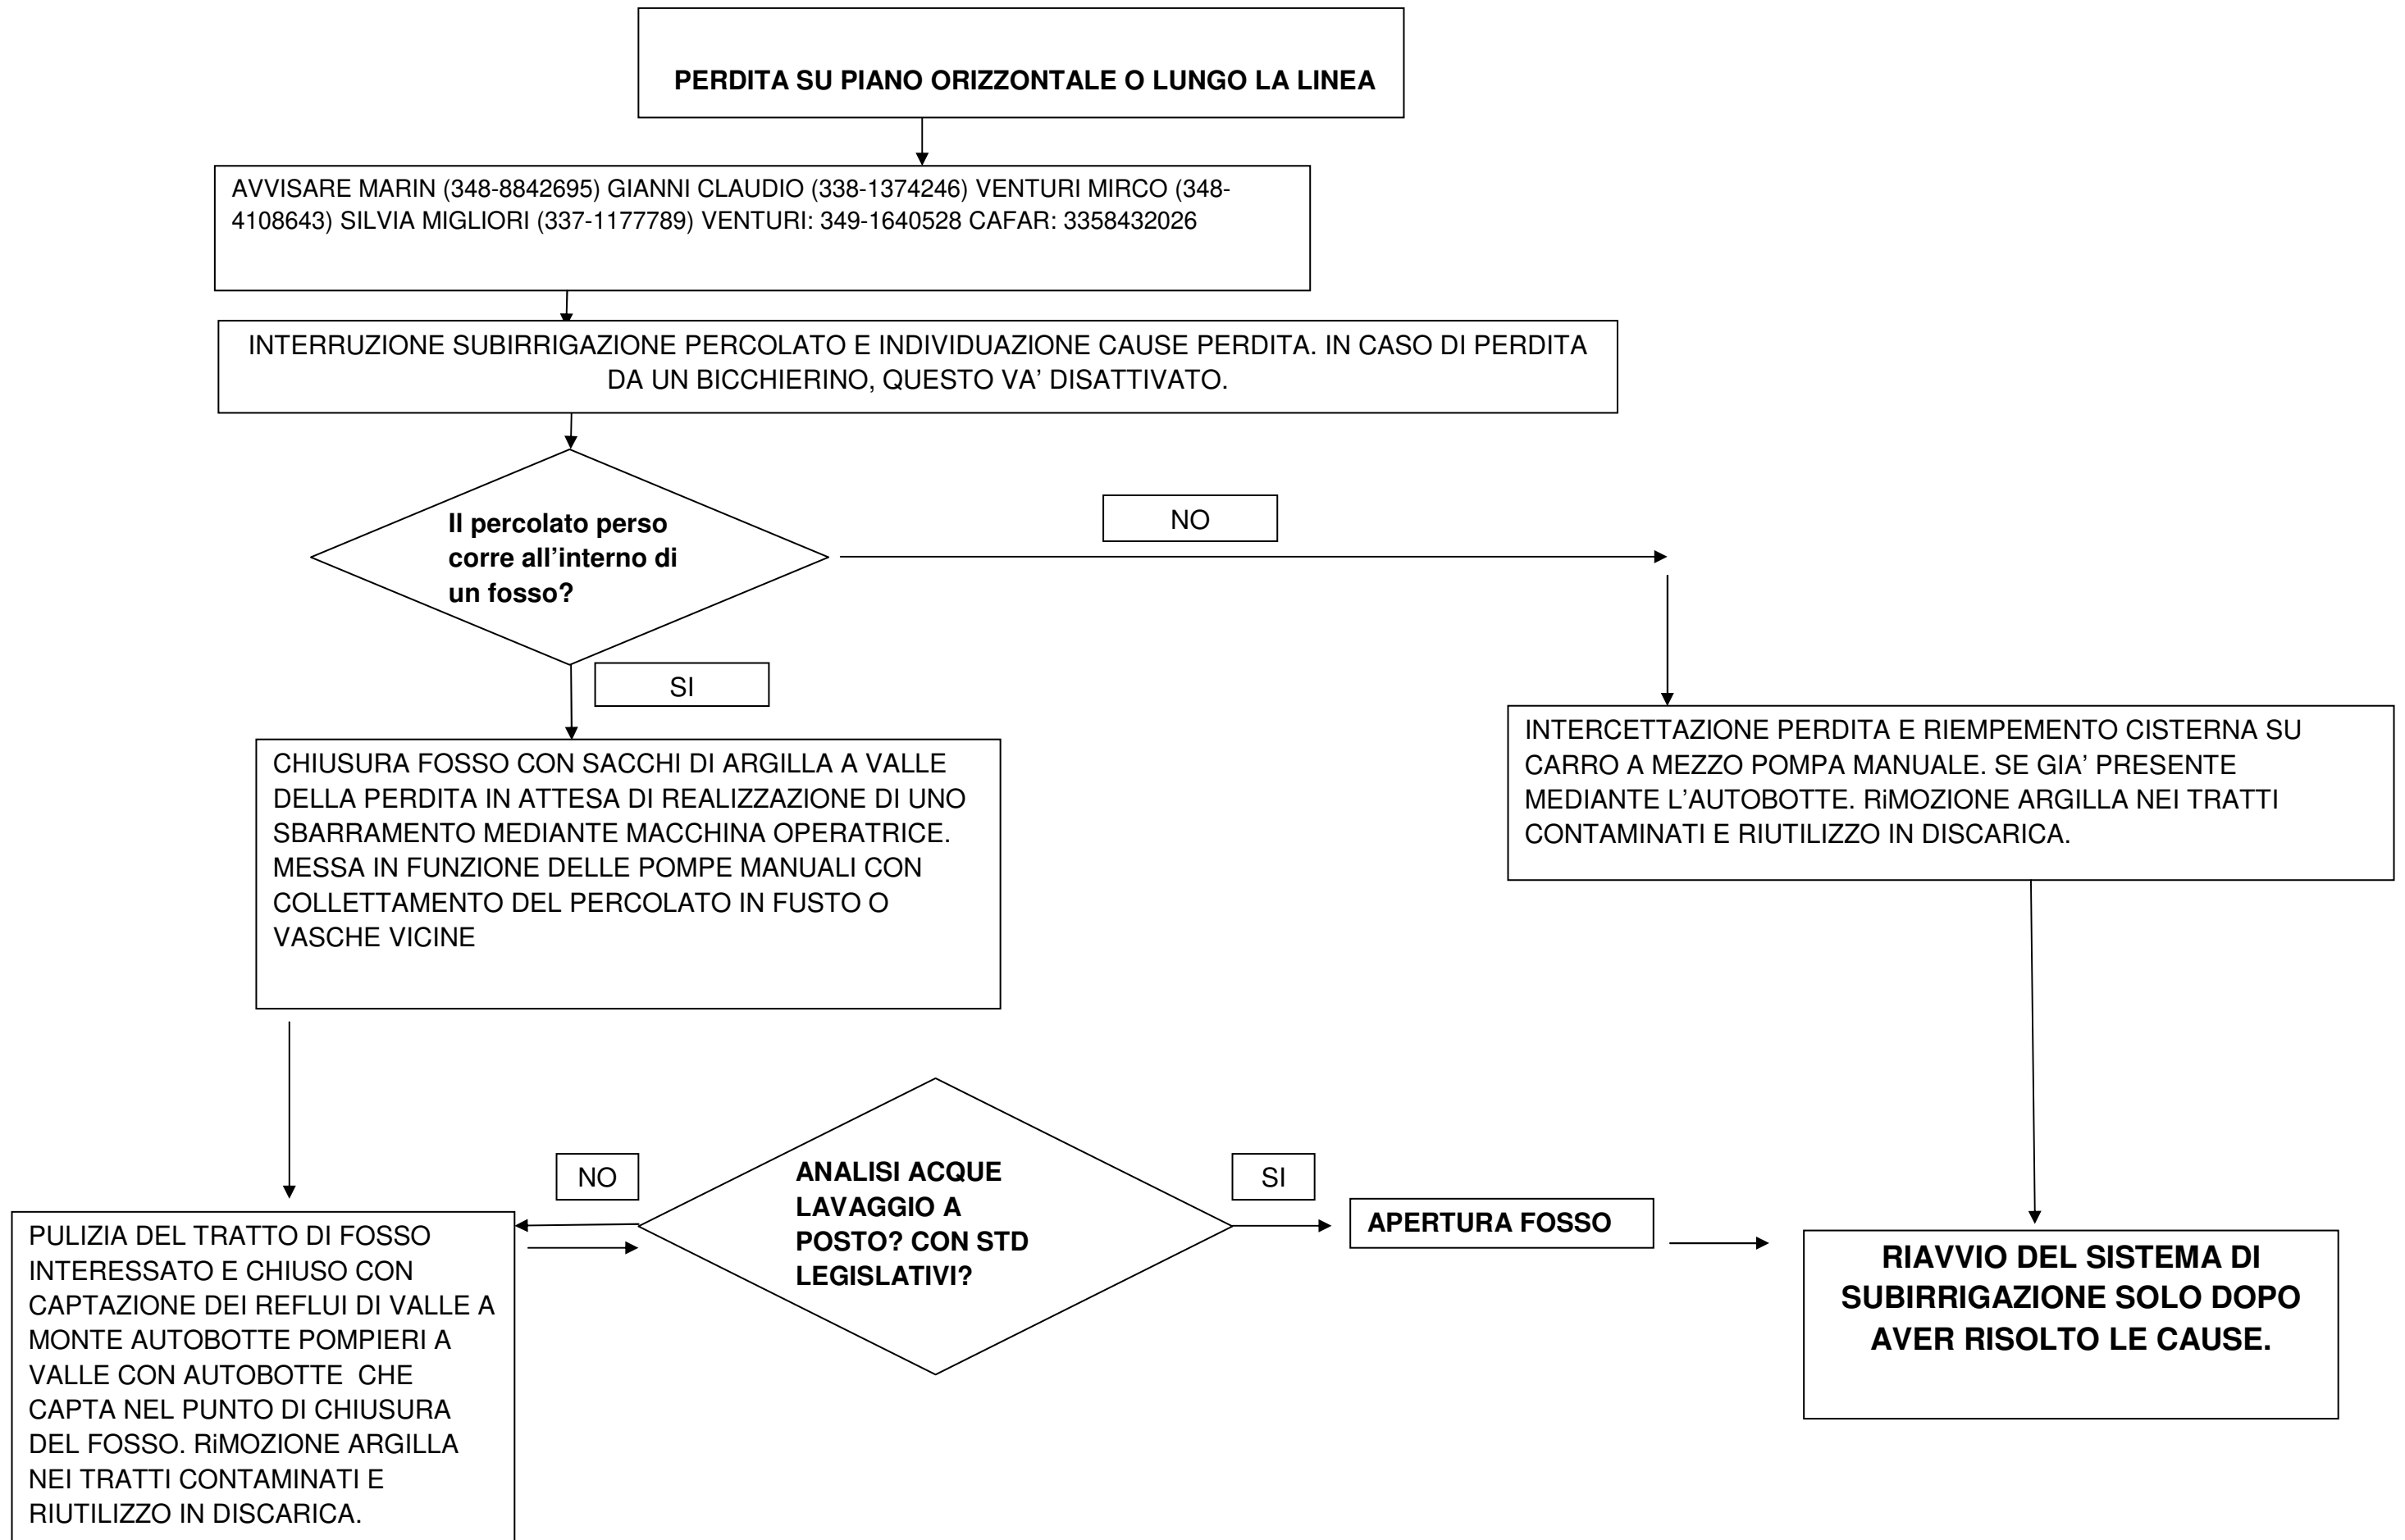 PERDITA SU PIANO ORIZZONTALE O LUNGO LA LINEA
AVVISARE MARIN (348-8842695) GIANNI CLAUDIO (338-1374246) VENTURI MIRCO (348-
4108643) SILVIA MIGLIORI (337-1177789) VENTURI: 349-1640528 CAFAR: 3358432026
INTERRUZIONE SUBIRRIGAZIONE PERCOLATO E INDIVIDUAZIONE CAUSE PERDITA. IN CASO DI PERDITA
DA UN BICCHIERINO, QUESTO VA’ DISATTIVATO.
Il percolato perso
corre all’interno di
un fosso?
NO
SI
CHIUSURA FOSSO CON SACCHI DI ARGILLA A VALLE
DELLA PERDITA IN ATTESA DI REALIZZAZIONE DI UNO
SBARRAMENTO MEDIANTE MACCHINA OPERATRICE.
MESSA IN FUNZIONE DELLE POMPE MANUALI CON
COLLETTAMENTO DEL PERCOLATO IN FUSTO O
VASCHE VICINE
INTERCETTAZIONE PERDITA E RIEMPEMENTO CISTERNA SU
CARRO A MEZZO POMPA MANUALE. SE GIA’ PRESENTE
MEDIANTE L’AUTOBOTTE. RiMOZIONE ARGILLA NEI TRATTI
CONTAMINATI E RIUTILIZZO IN DISCARICA.
PULIZIA DEL TRATTO DI FOSSO
INTERESSATO E CHIUSO CON
CAPTAZIONE DEI REFLUI DI VALLE A
MONTE AUTOBOTTE POMPIERI A
VALLE CON AUTOBOTTE  CHE
CAPTA NEL PUNTO DI CHIUSURA
DEL FOSSO. RiMOZIONE ARGILLA
NEI TRATTI CONTAMINATI E
RIUTILIZZO IN DISCARICA.
NO
ANALISI ACQUE
LAVAGGIO A
POSTO? CON STD
LEGISLATIVI?
SI
APERTURA FOSSO
RIAVVIO DEL SISTEMA DI
SUBIRRIGAZIONE SOLO DOPO
AVER RISOLTO LE CAUSE.